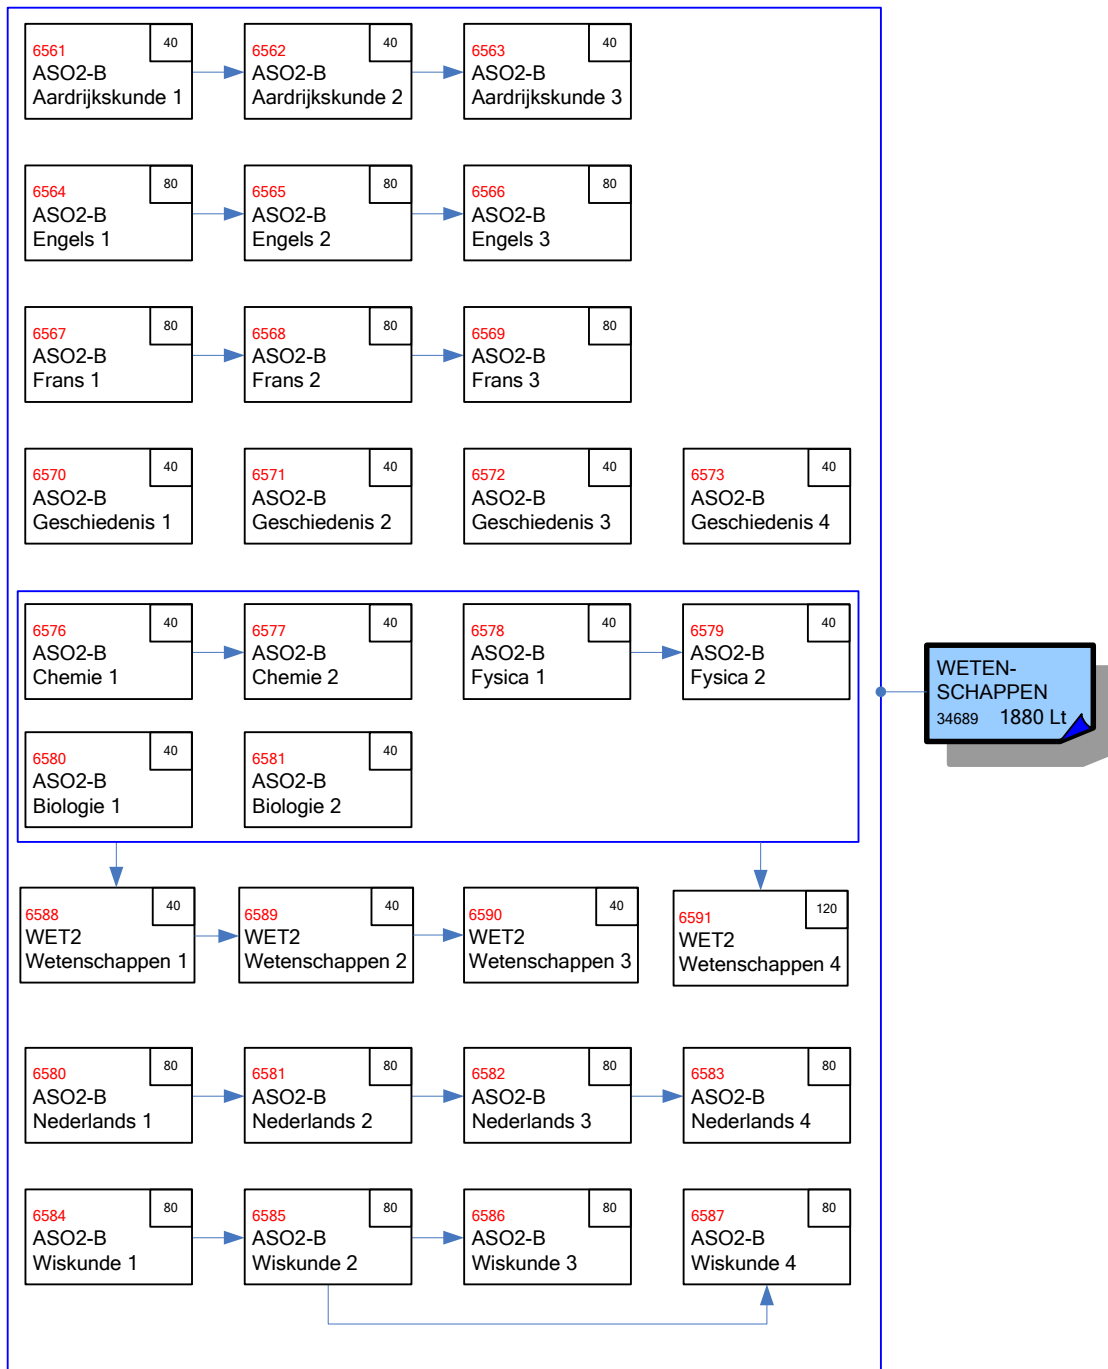 40
6561
ASO2-B
Aardrijkskunde 1
40
6562
ASO2-B
Aardrijkskunde 2
40
6563
ASO2-B
Aardrijkskunde 3
80
6564
ASO2-B
Engels 1
80
6565
ASO2-B
Engels 2
80
6566
ASO2-B
Engels 3
80
6567
ASO2-B
Frans 1
80
6568
ASO2-B
Frans 2
80
6569
ASO2-B
Frans 3
40
6570
ASO2-B
Geschiedenis 1
40
6571
ASO2-B
Geschiedenis 2
40
6572
ASO2-B
Geschiedenis 3
40
6573
ASO2-B
Geschiedenis 4
40
6576
ASO2-B
Chemie 1
40
6577
ASO2-B
Chemie 2
40
6578
ASO2-B
Fysica 1
40
6579
ASO2-B
Fysica 2
40
6580
ASO2-B
Biologie 1
40
6581
ASO2-B
Biologie 2
40
6588
WET2
Wetenschappen 1
40
6589
WET2
Wetenschappen 2
40
6590
WET2
Wetenschappen 3
120
6591
WET2
Wetenschappen 4
80
6580
ASO2-B
Nederlands 1
80
6581
ASO2-B
Nederlands 2
80
6582
ASO2-B
Nederlands 3
80
6583
ASO2-B
Nederlands 4
80
6584
ASO2-B
Wiskunde 1
80
6585
ASO2-B
Wiskunde 2
80
6586
ASO2-B
Wiskunde 3
80
6587
ASO2-B
Wiskunde 4
WETEN-
SCHAPPEN
34689 1880 Lt